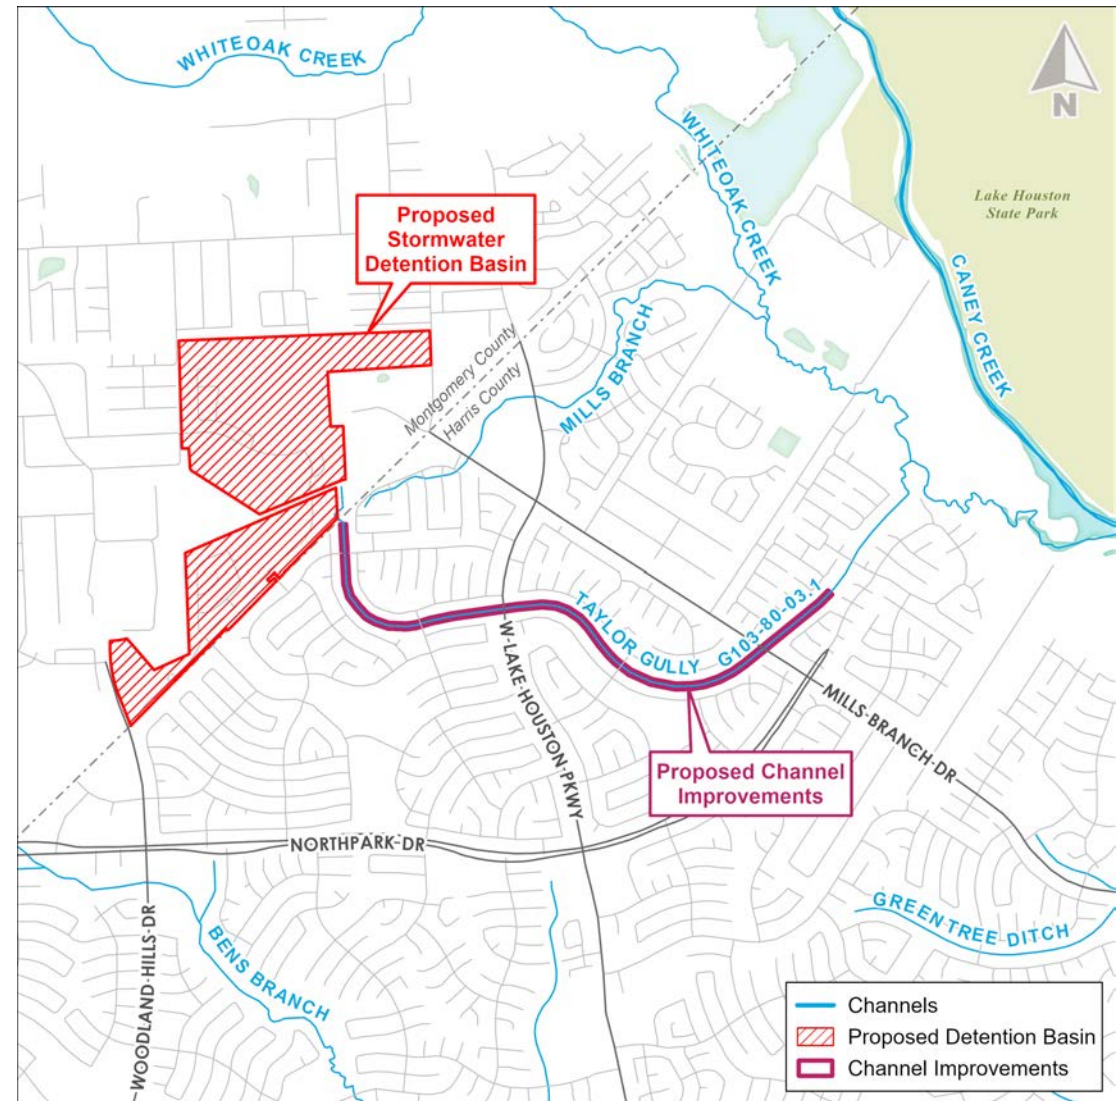 WHITEOAK CREEK
N
WHITEOAK CREEK
Lake Houston
State Park
Proposed
Stormwater
Detention Basin
CANEY CREEK
Montgomery County
Harris County
MILLS BRANCH
TAYLOR GULLY G103-80-03.1
W-LAKE-HOUSTON-PKWY
MILLS-BRANCH-DR
Proposed Channel
Improvements
NORTHPARK-DR
WOODLAND-HILLS-DR
BENS BRANCH
GREENTREE DITCH
Channels
Proposed Detention Basin
Channel Improvements